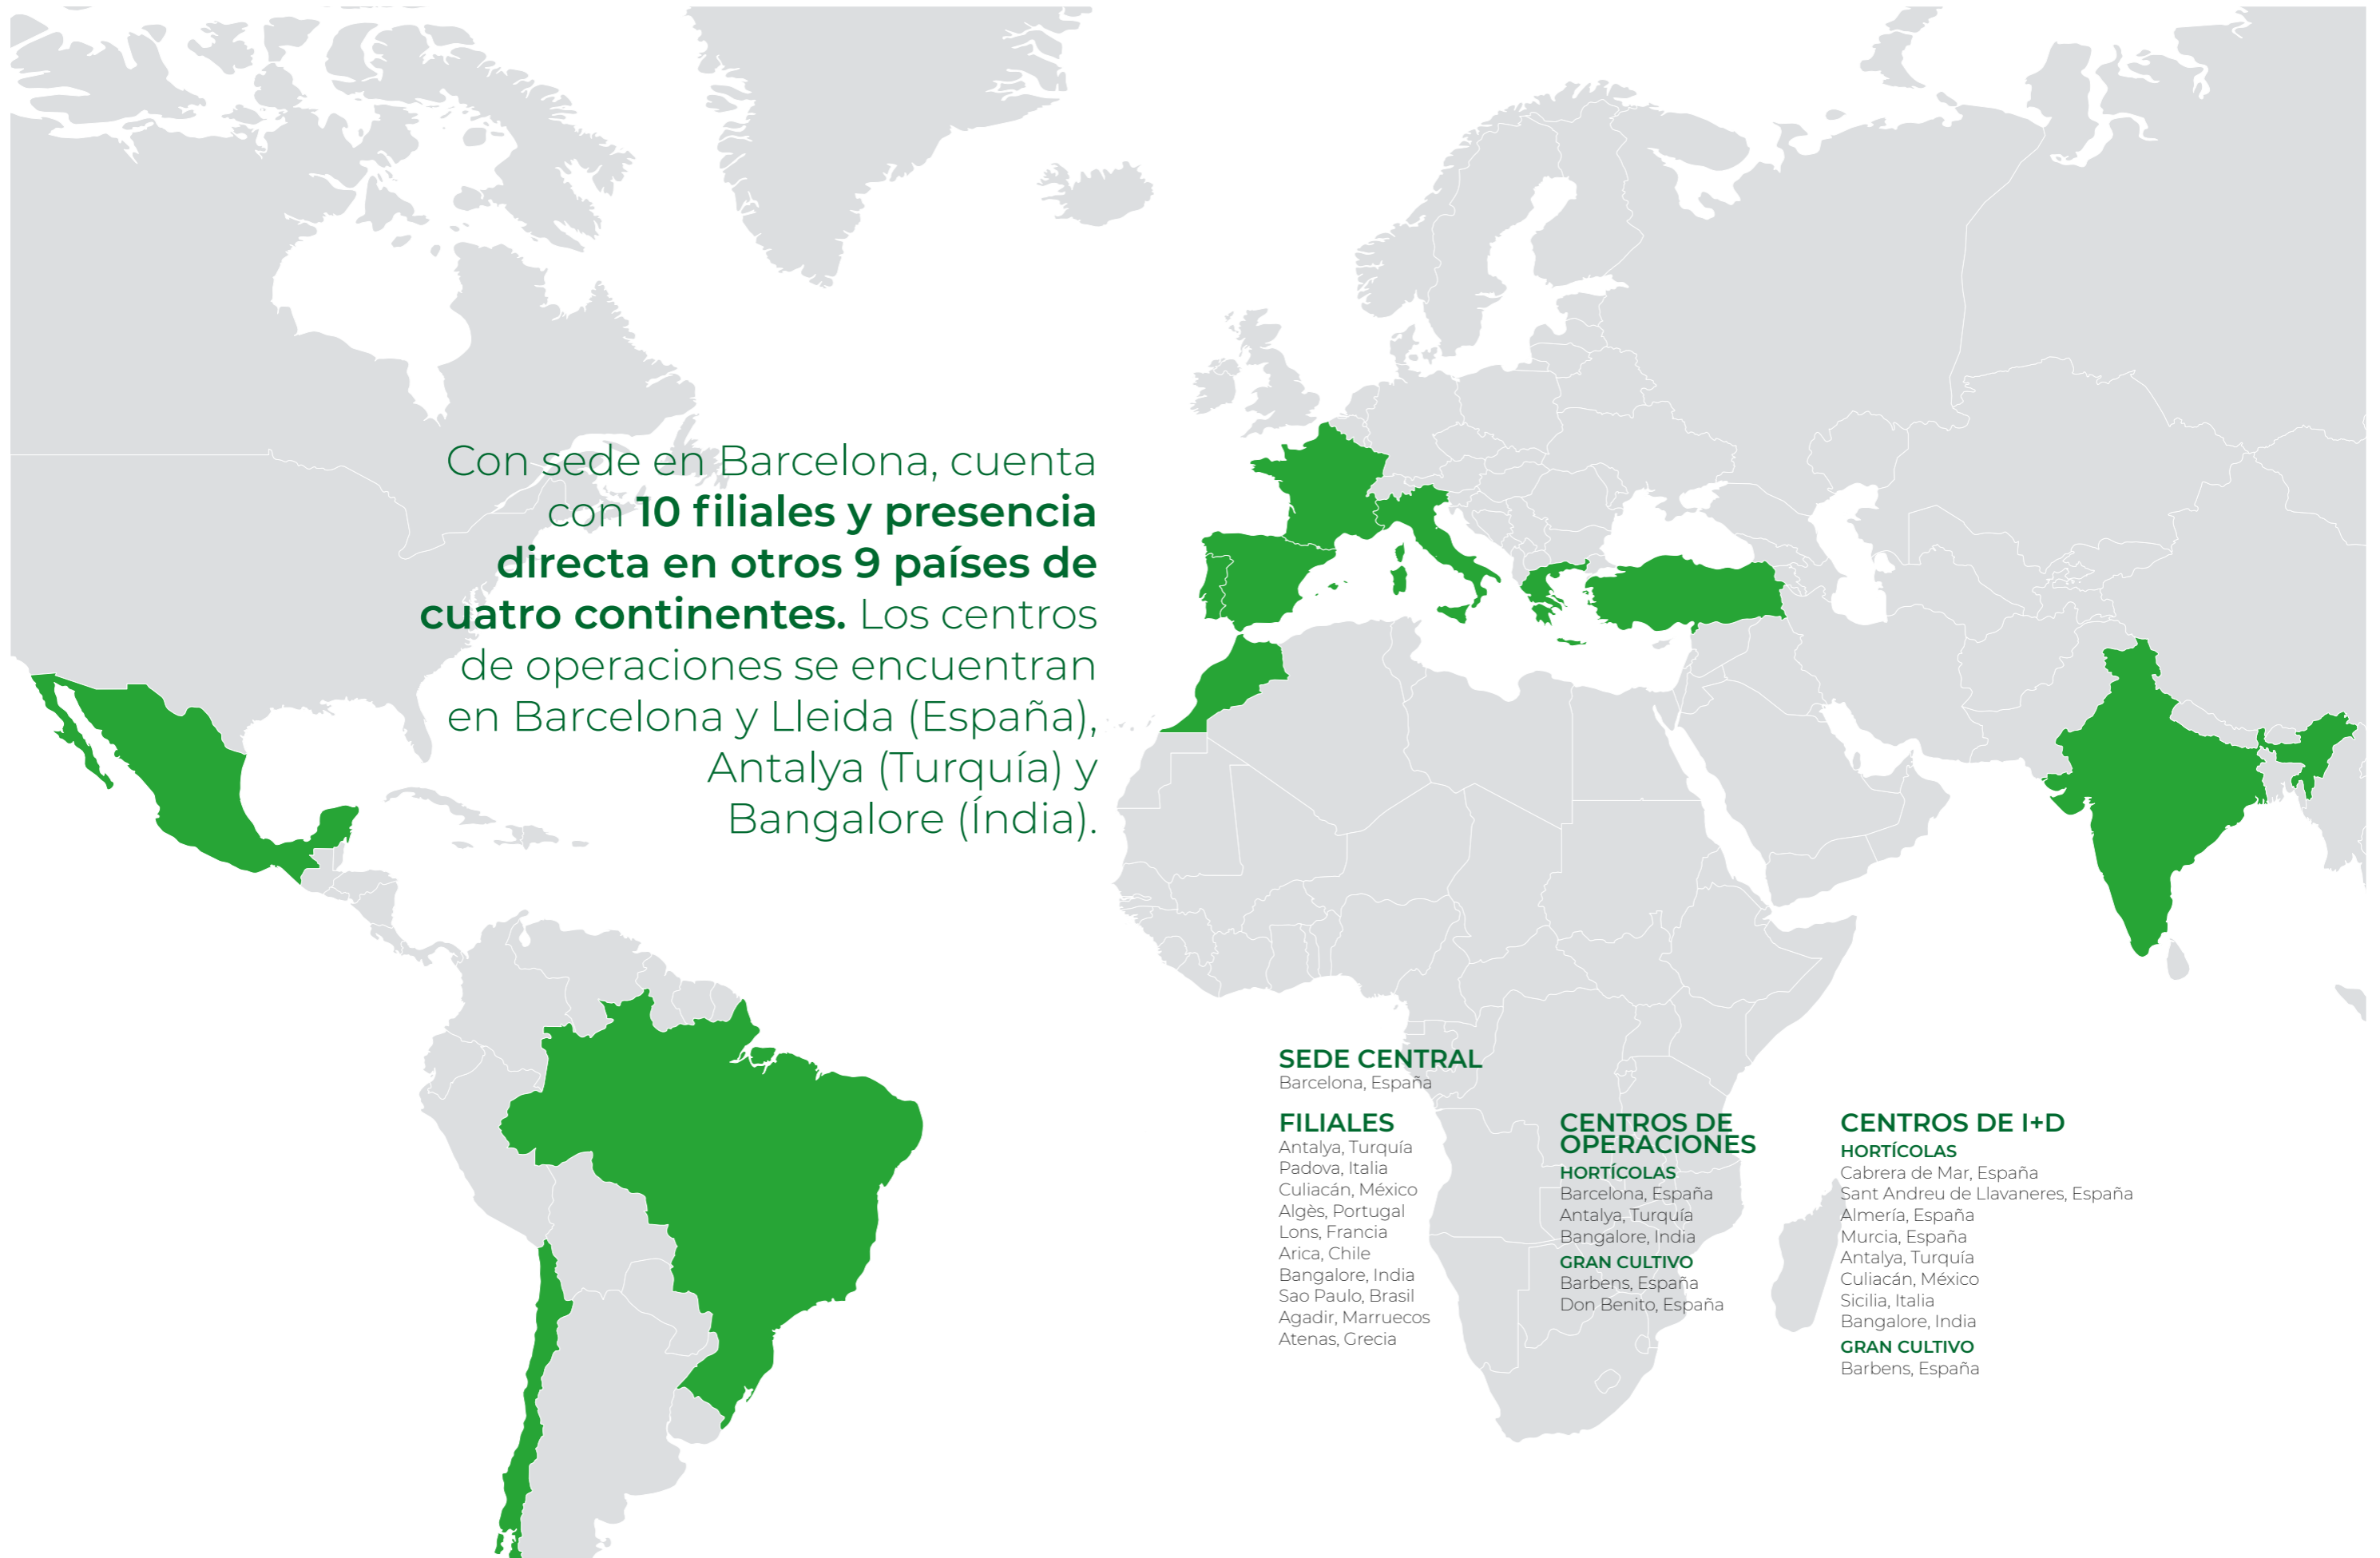 Con sede en Barcelona, cuenta
con 10 filiales y presencia
directa en otros 9 países de
cuatro continentes. Los centros
de operaciones se encuentran
en Barcelona y Lleida (España),
Antalya (Turquía) y
Bangalore (Índia).
SEDE CENTRAL
Barcelona, España
FILIALES
Antalya, Turquía
Padova, Italia
Culiacán, México
Algès, Portugal
Lons, Francia
Arica, Chile
Bangalore, India
Sao Paulo, Brasil
Agadir, Marruecos
Atenas, Grecia
CENTROS DE
OPERACIONES
HORTÍCOLAS
Barcelona, España
Antalya, Turquía
Bangalore, India
GRAN CULTIVO
Barbens, España
Don Benito, España
CENTROS DE I+D
HORTÍCOLAS
Cabrera de Mar, España
Sant Andreu de Llavaneres, España
Almería, España
Murcia, España
Antalya, Turquía
Culiacán, México
Sicilia, Italia
Bangalore, India
GRAN CULTIVO
Barbens, España